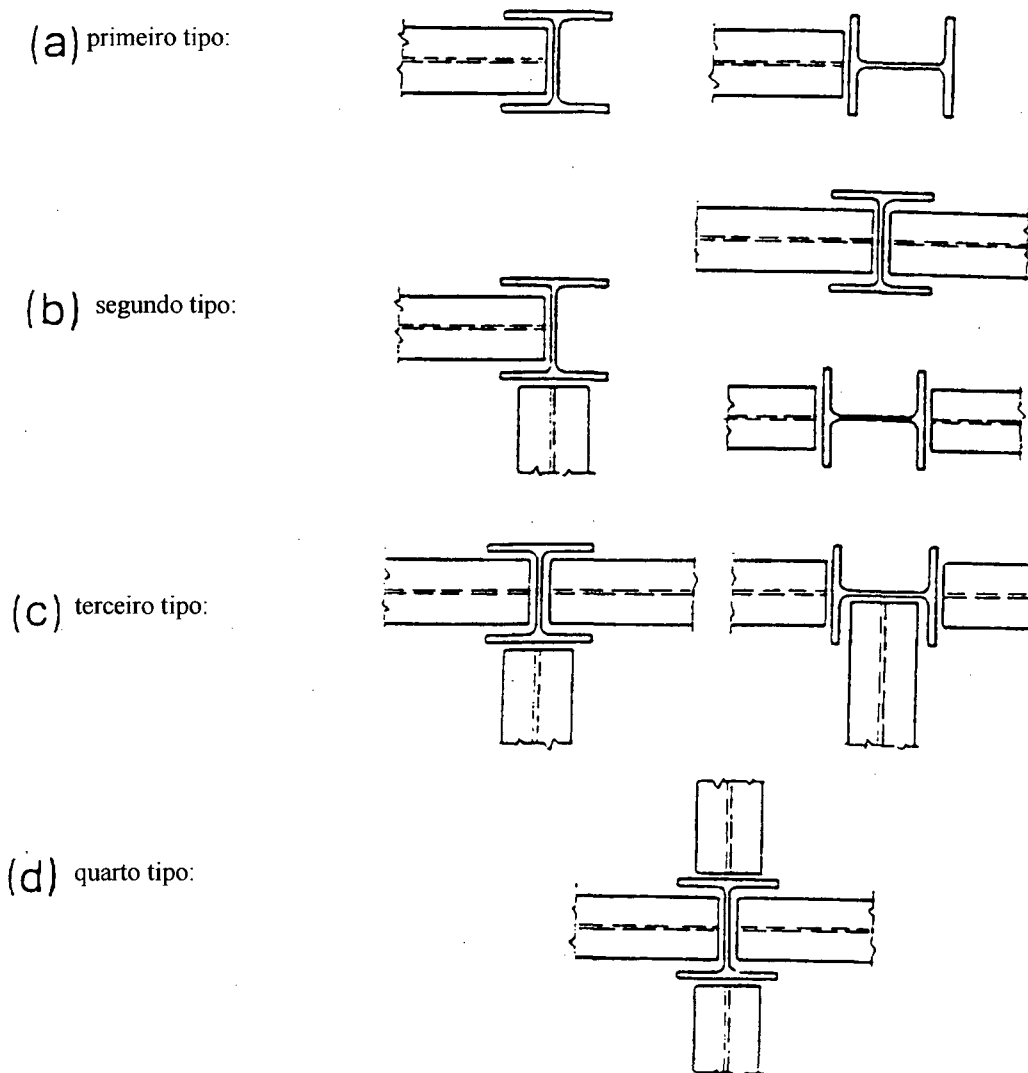 (a) primeiro tipo:
(b) segundo tipo:
(c) terceiro tipo:
(d) quarto tipo: